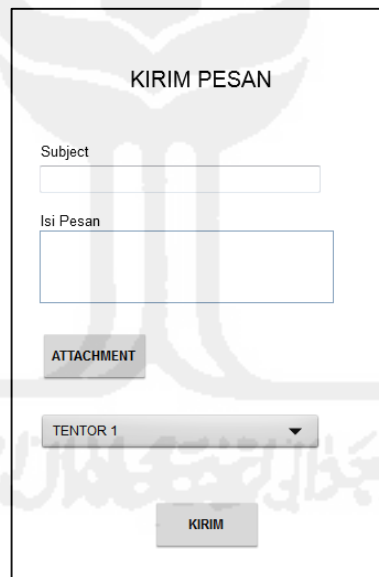 KIRIM PESAN
Subject
Isi Pesan
ATTACHMENT
TENTOR 1
KIRIM